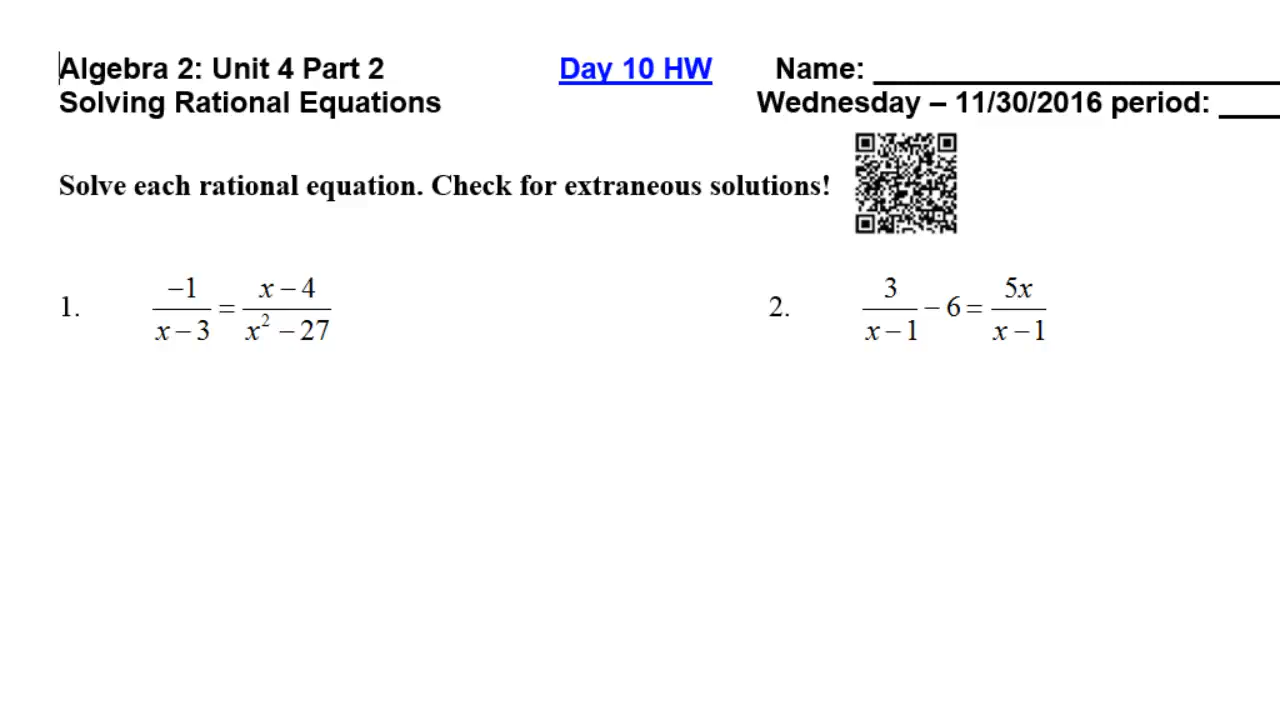 Algebra 2: Unit 4 Part 2 Day 10 HW Name: ____________________________
Solving Rational Equations Wednesday – 11/30/2016 period: ____
Solve each rational equation. Check for extraneous solutions!
1. −1/(x − 3) = (x − 4)/(x² − 27) 2. 3/(x − 1) − 6 = 5x/(x − 1)